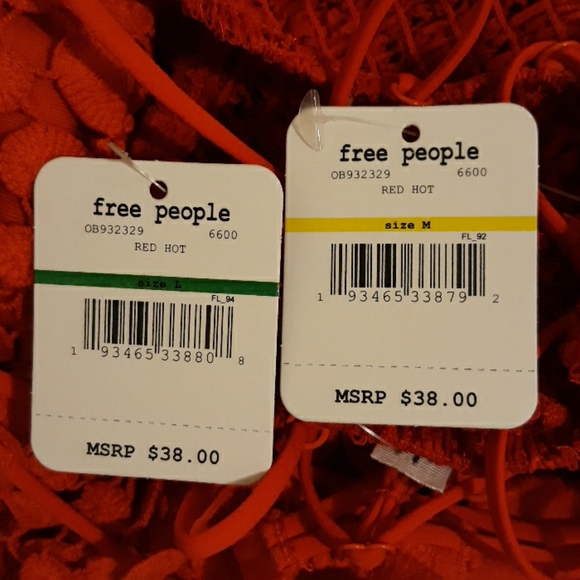 free people
OB932329 6600
RED HOT
size L
FL_94
1 93465 33880 8
MSRP $38.00
free people
OB932329 6600
RED HOT
size M
FL_92
1 93465 33879 2
MSRP $38.00